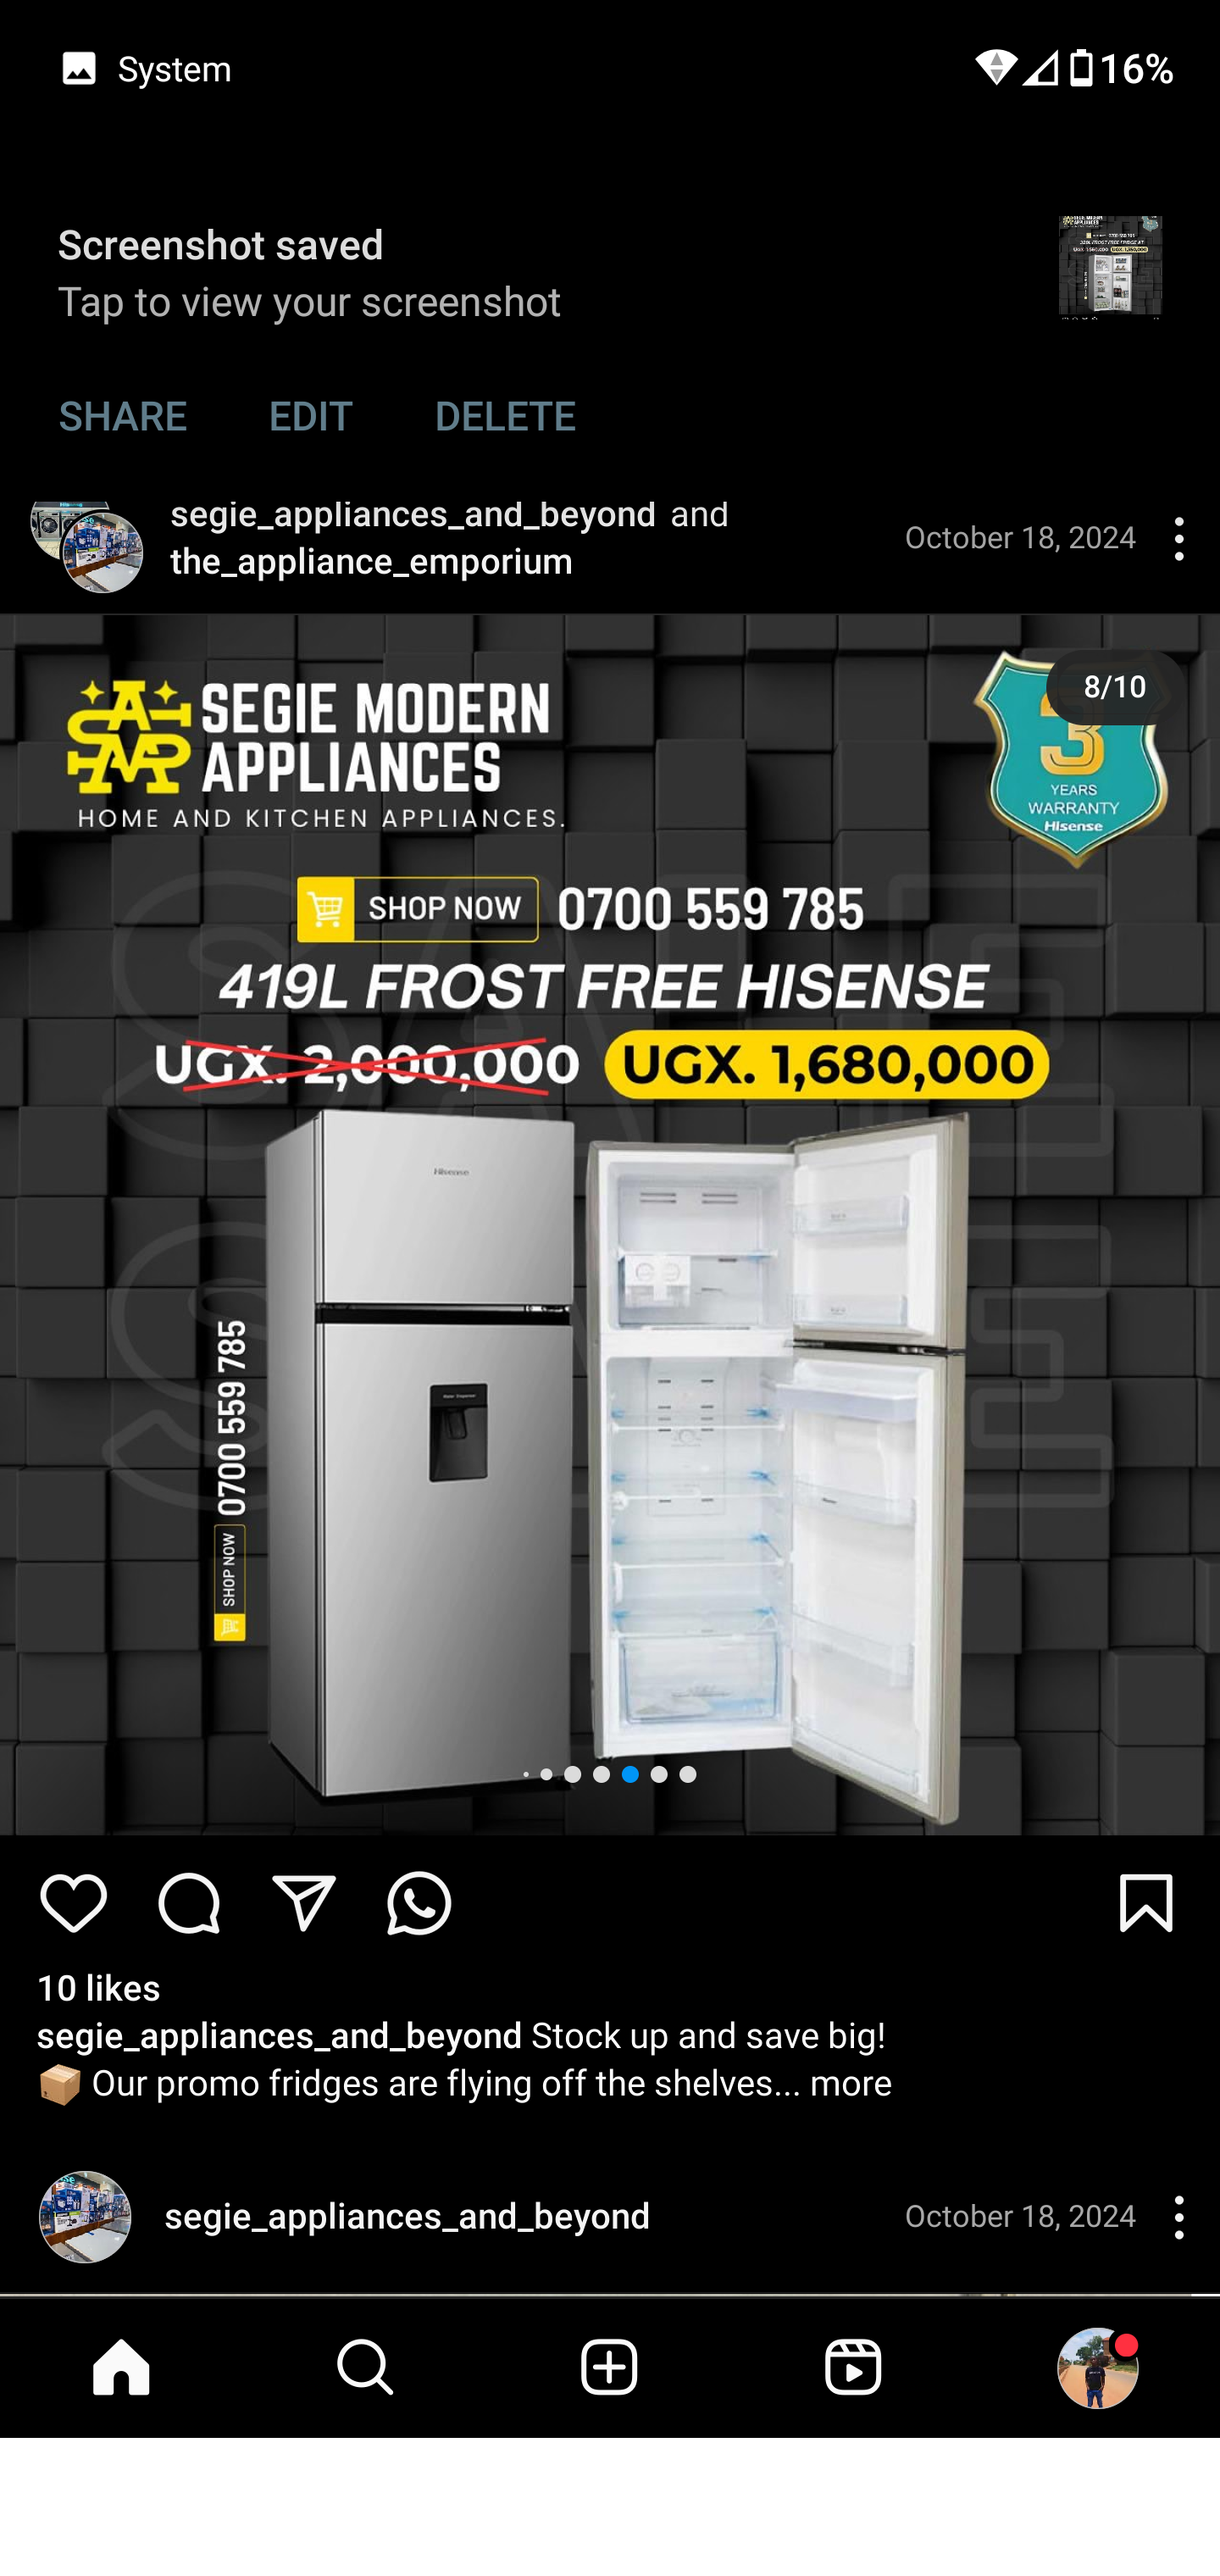 System
16%
Screenshot saved
Tap to view your screenshot
SHARE EDIT DELETE
segie_appliances_and_beyond and
the_appliance_emporium
October 18, 2024
8/10
SEGIE MODERN
APPLIANCES
HOME AND KITCHEN APPLIANCES.
3
YEARS
WARRANTY
Hisense
SHOP NOW 0700 559 785
419L FROST FREE HISENSE
UGX. 2,000,000 UGX. 1,680,000
Hisense
Water Dispenser
SHOP NOW 0700 559 785
10 likes
segie_appliances_and_beyond Stock up and save big!
📦 Our promo fridges are flying off the shelves... more
segie_appliances_and_beyond
October 18, 2024